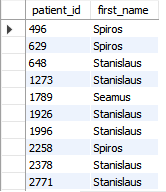 patient_id first_name
496 Spiros
629 Spiros
648 Stanislaus
1273 Stanislaus
1789 Seamus
1926 Stanislaus
1996 Stanislaus
2258 Spiros
2378 Stanislaus
2771 Stanislaus